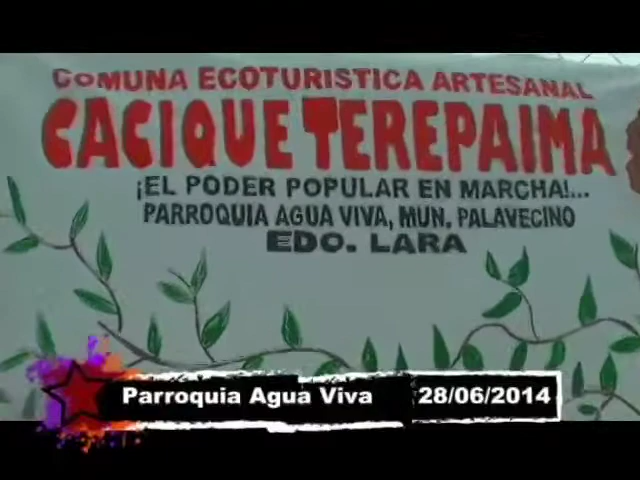 COMUNA ECOTURISTICA ARTESANAL
CACIQUE TEREPAIMA
¡EL PODER POPULAR EN MARCHA!...
PARROQUIA AGUA VIVA, MUN. PALAVECINO
EDO. LARA
Parroquia Agua Viva 28/06/2014